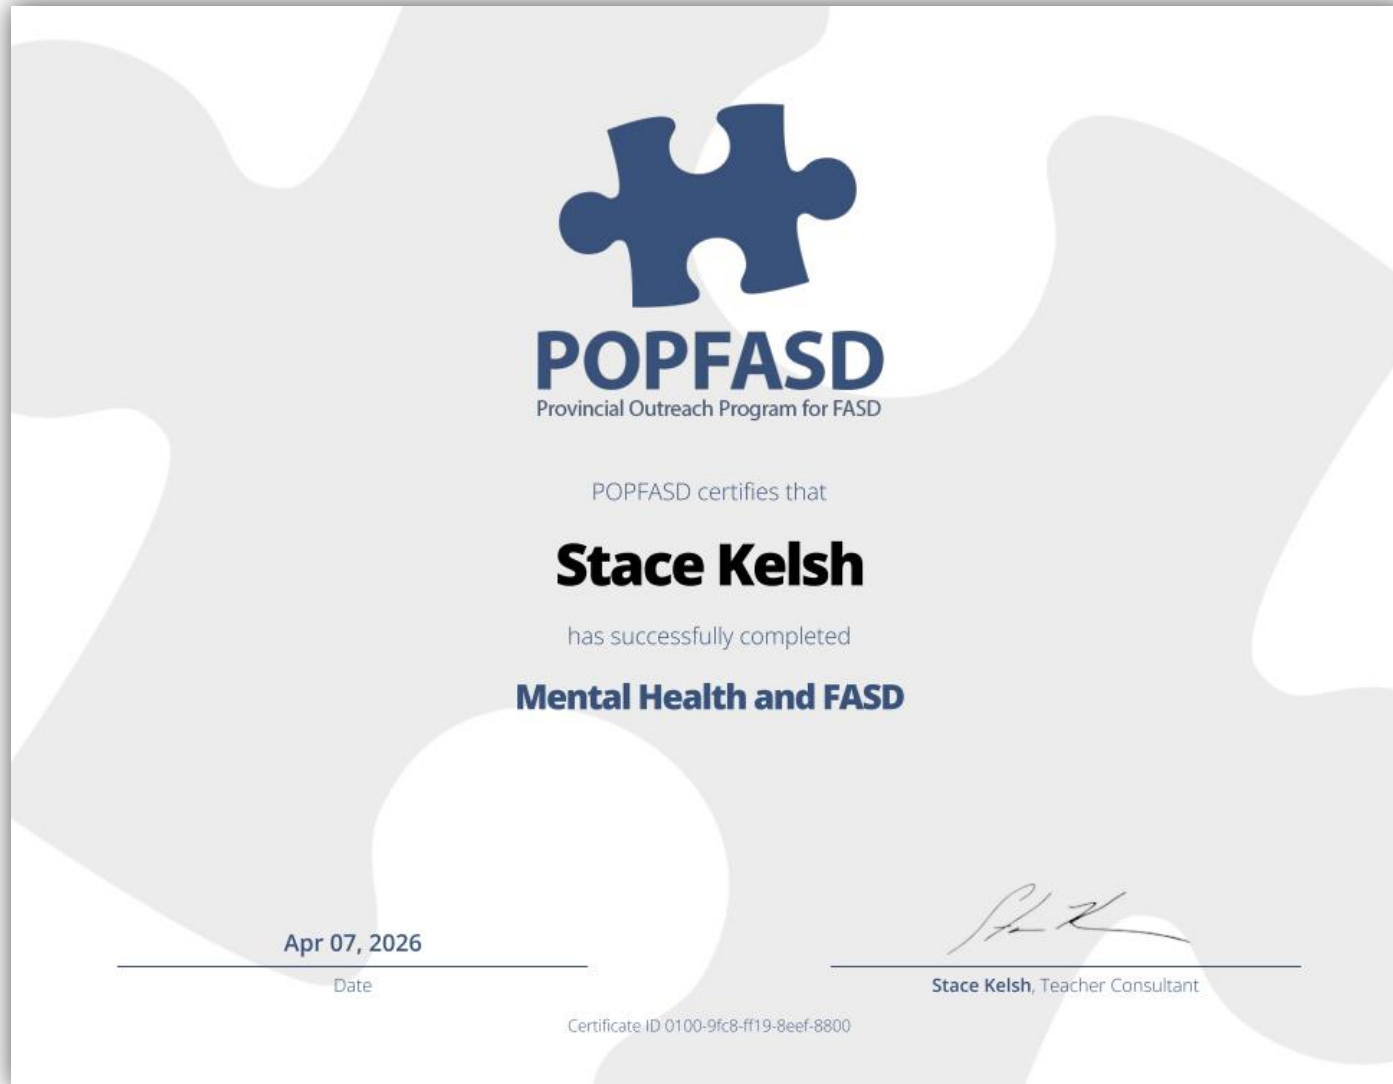 POPFASD
Provincial Outreach Program for FASD
POPFASD certifies that
Stace Kelsh
has successfully completed
Mental Health and FASD
Apr 07, 2026
Date
Stace Kelsh, Teacher Consultant
Certificate ID 0100-9fc8-ff19-8eef-8800